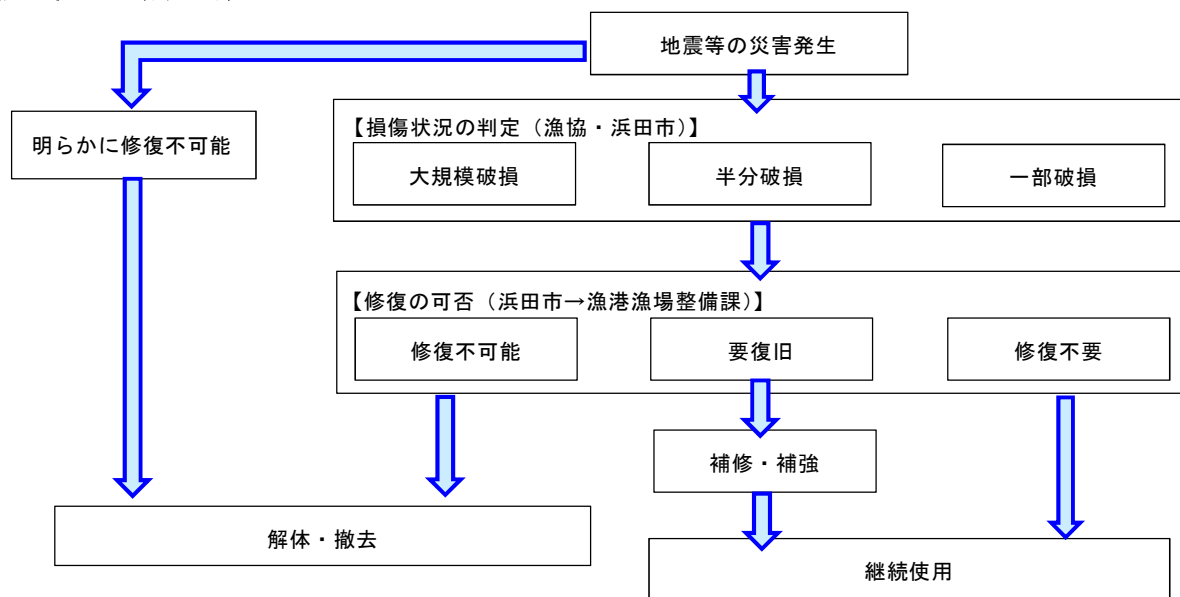 地震等の災害発生
明らかに修復不可能
【損傷状況の判定（漁協・浜田市）】
大規模破損
半分破損
一部破損
【修復の可否（浜田市→漁港漁場整備課）】
修復不可能
要復旧
修復不要
補修・補強
解体・撤去
継続使用